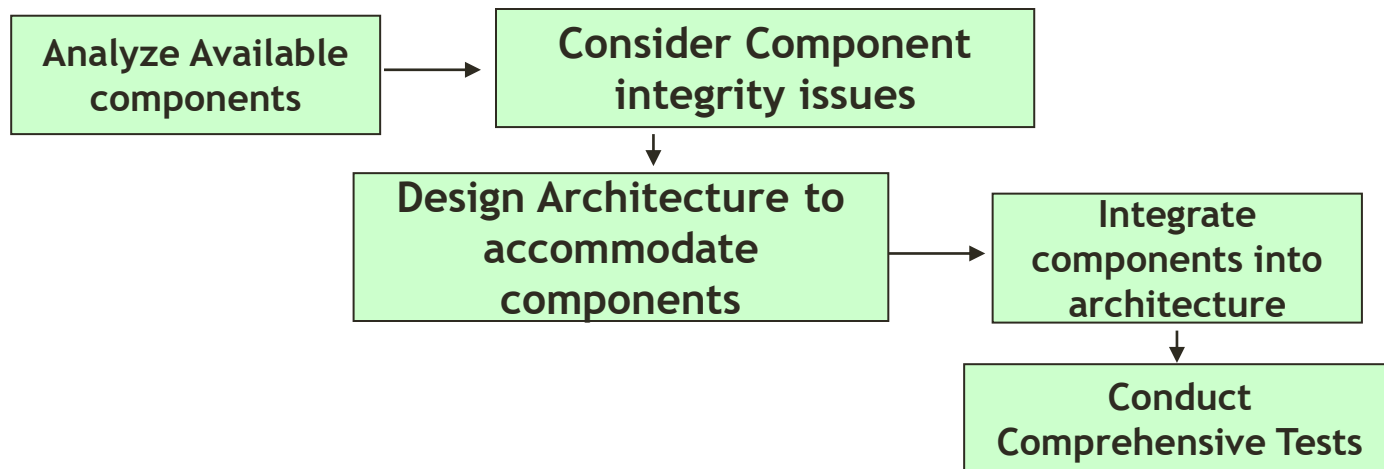 Analyze Available
components
Consider Component
integrity issues
Design Architecture to
accommodate
components
Integrate
components into
architecture
Conduct
Comprehensive Tests